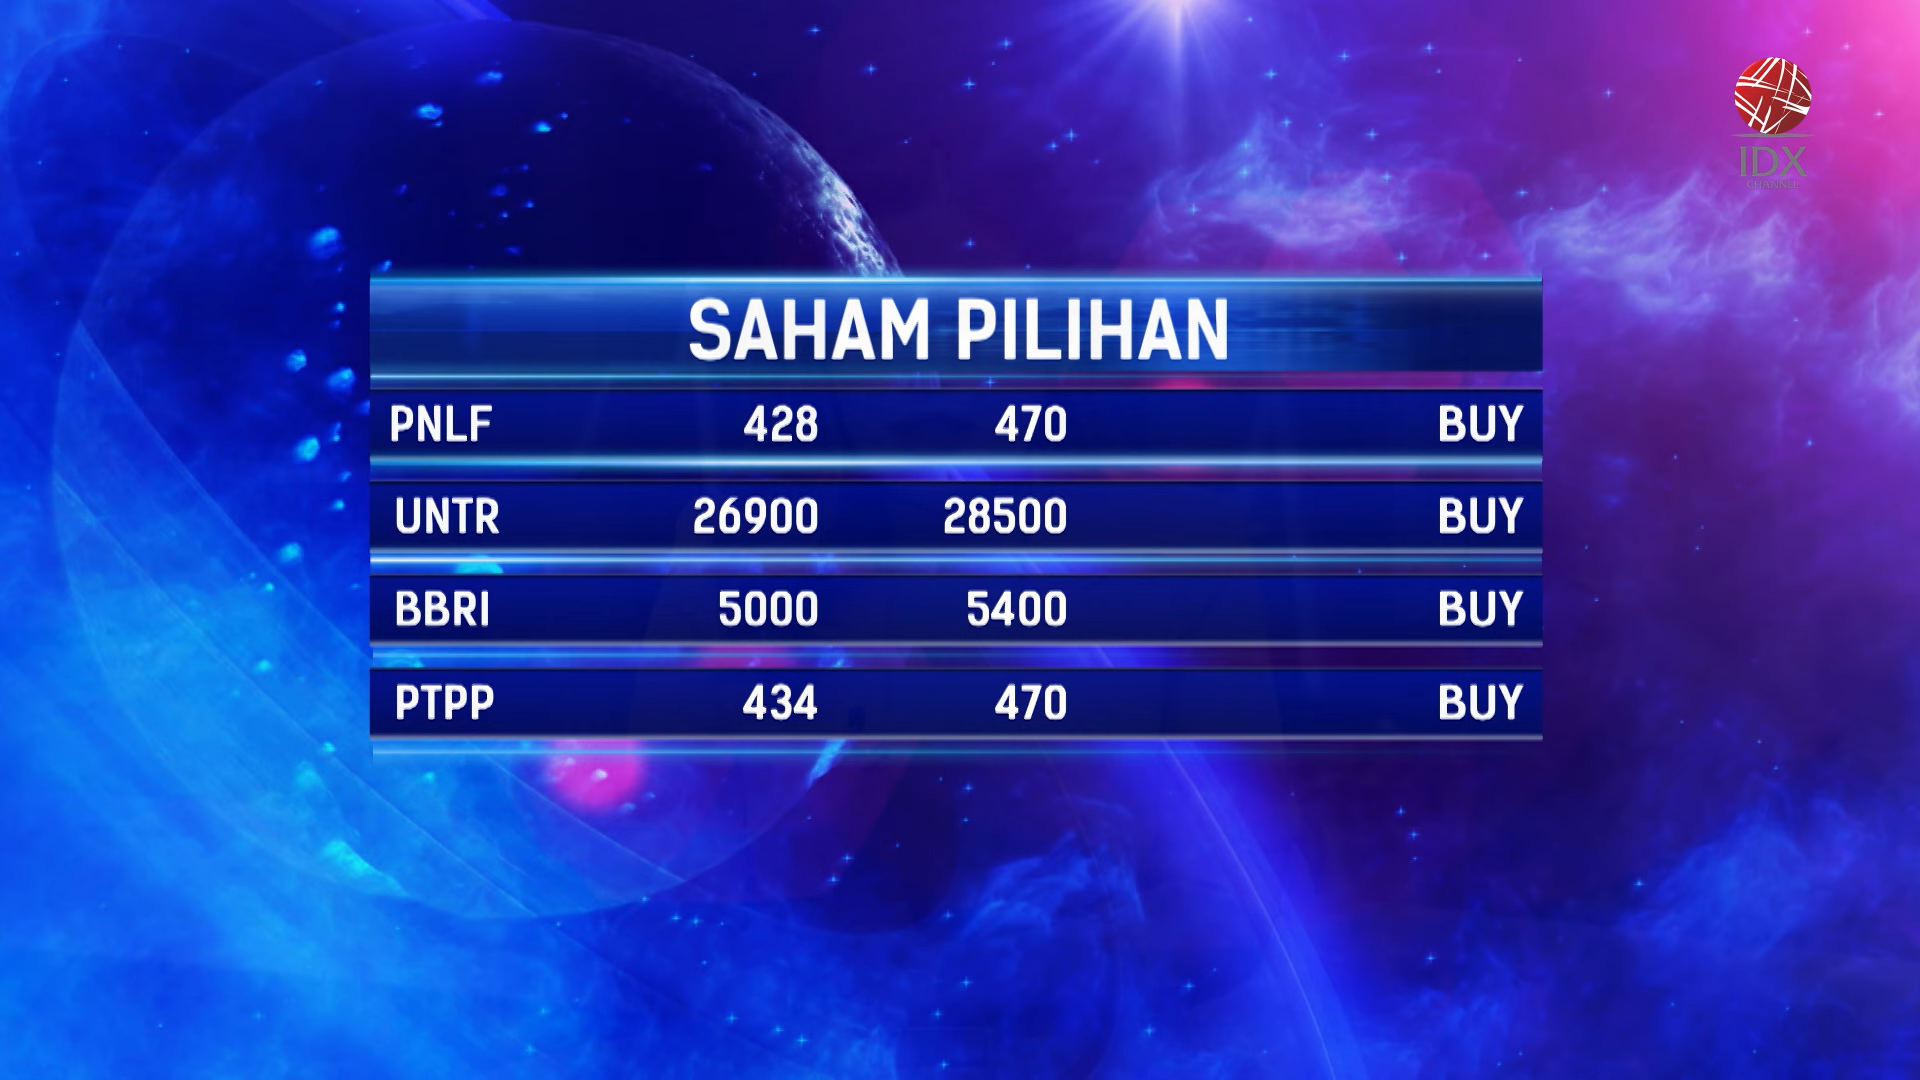 IDX
CHANNEL
SAHAM PILIHAN
PNLF 428 470 BUY
UNTR 26900 28500 BUY
BBRI 5000 5400 BUY
PTPP 434 470 BUY